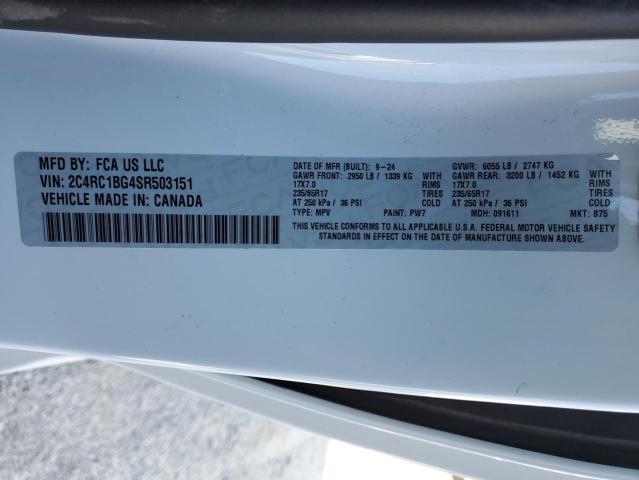 MFD BY: FCA US LLC
VIN: 2C4RC1BG4SR503151
VEHICLE MADE IN: CANADA
DATE OF MFR (BUILT): 9-24 GVWR: 6055 LB / 2747 KG
GAWR FRONT: 2950 LB / 1339 KG WITH GAWR REAR: 3200 LB / 1452 KG WITH
17X7.0 RIMS 17X7.0 RIMS
235/65R17 TIRES 235/65R17 TIRES
AT 250 kPa / 36 PSI COLD AT 250 kPa / 36 PSI COLD
TYPE: MPV PAINT: PW7 MDH: 091611 MKT: 875
THIS VEHICLE CONFORMS TO ALL APPLICABLE U.S.A. FEDERAL MOTOR VEHICLE SAFETY
STANDARDS IN EFFECT ON THE DATE OF MANUFACTURE SHOWN ABOVE.